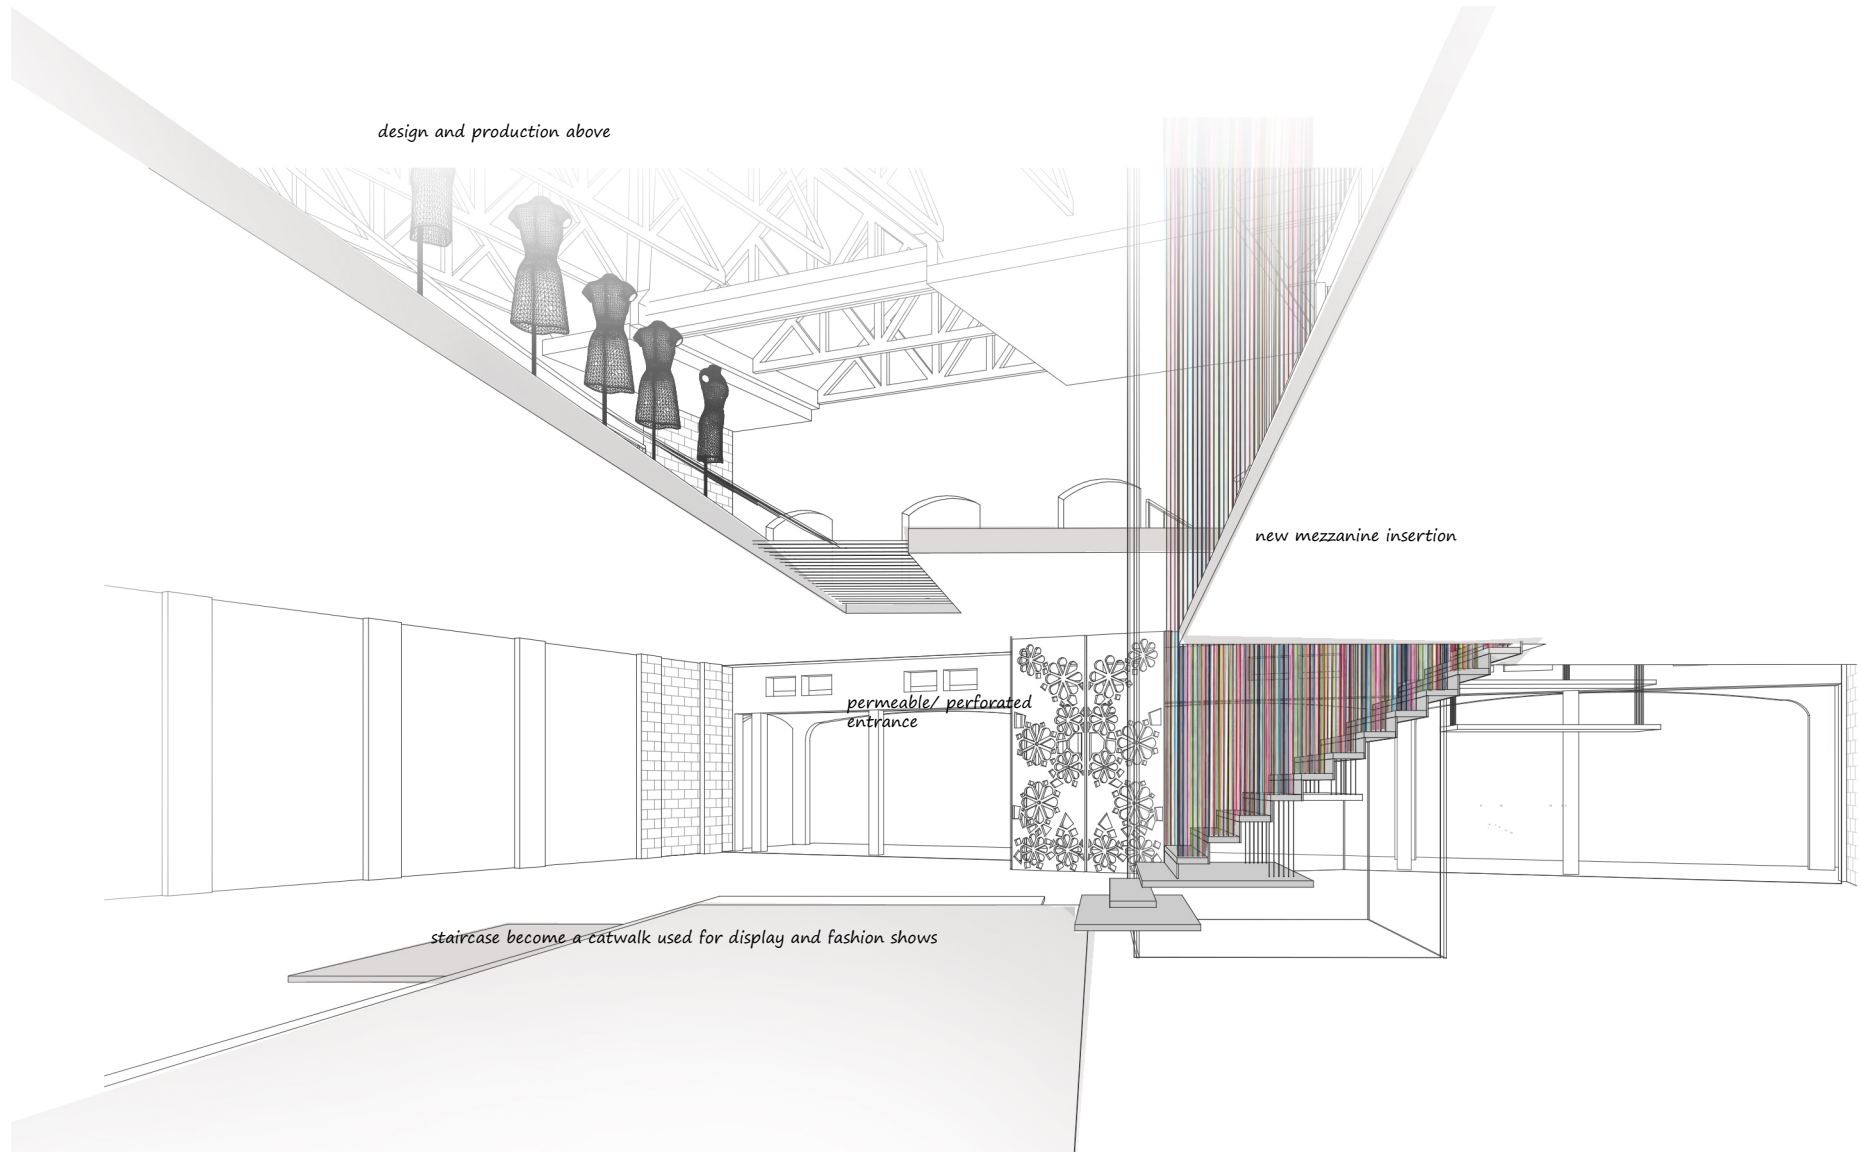 design and production above
new mezzanine insertion
permeable/ perforated
entrance
staircase become a catwalk used for display and fashion shows